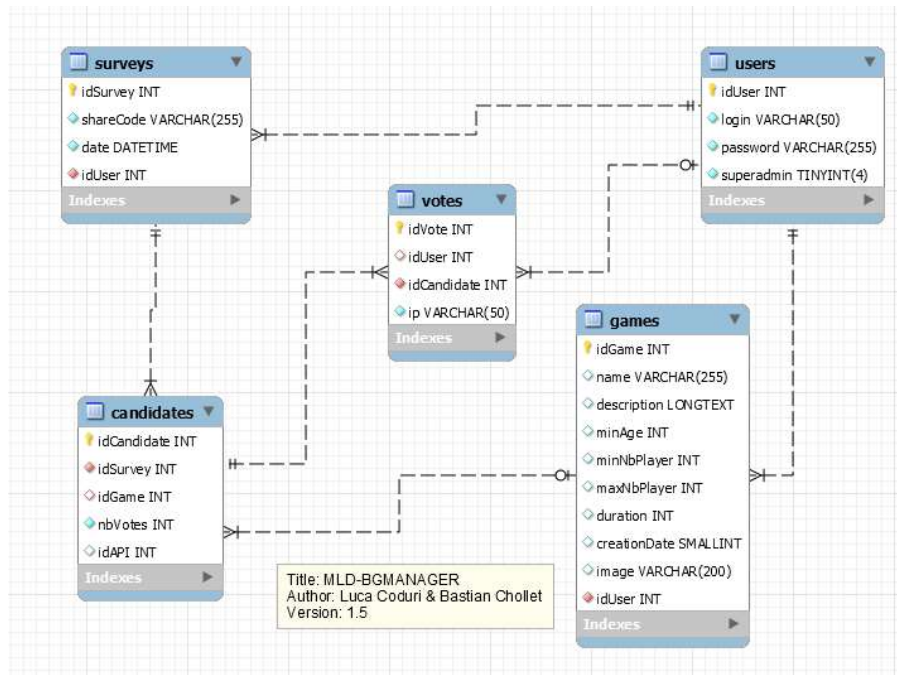 surveys
idSurvey INT
shareCode VARCHAR(255)
date DATETIME
idUser INT
Indexes
users
idUser INT
login VARCHAR(50)
password VARCHAR(255)
superadmin TINYINT(4)
Indexes
votes
idVote INT
idUser INT
idCandidate INT
ip VARCHAR(50)
Indexes
games
idGame INT
name VARCHAR(255)
description LONGTEXT
minAge INT
minNbPlayer INT
maxNbPlayer INT
duration INT
creationDate SMALLINT
image VARCHAR(200)
idUser INT
Indexes
candidates
idCandidate INT
idSurvey INT
idGame INT
nbVotes INT
idAPI INT
Indexes
Title: MLD-BGMANAGER
Author: Luca Coduri & Bastian Chollet
Version: 1.5